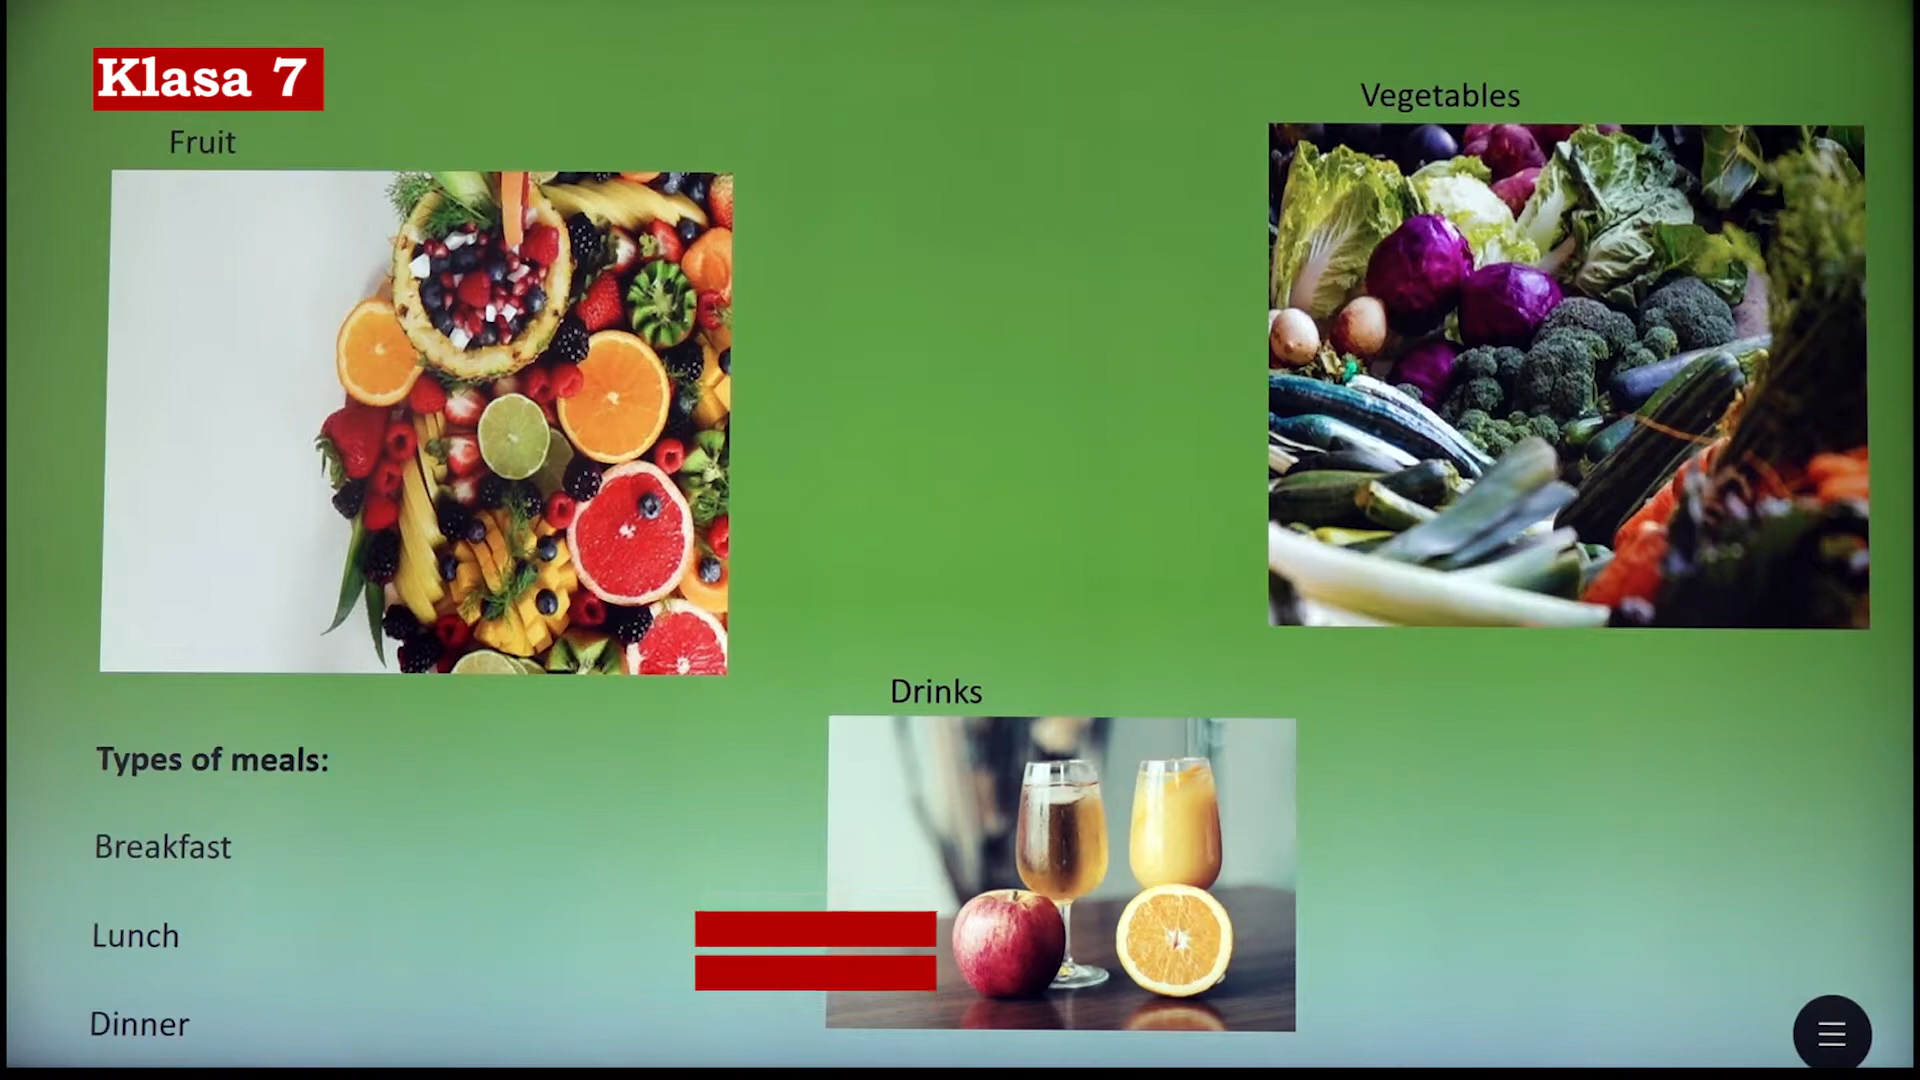 Klasa 7
Fruit
Vegetables
Drinks
Types of meals:
Breakfast
Lunch
Dinner